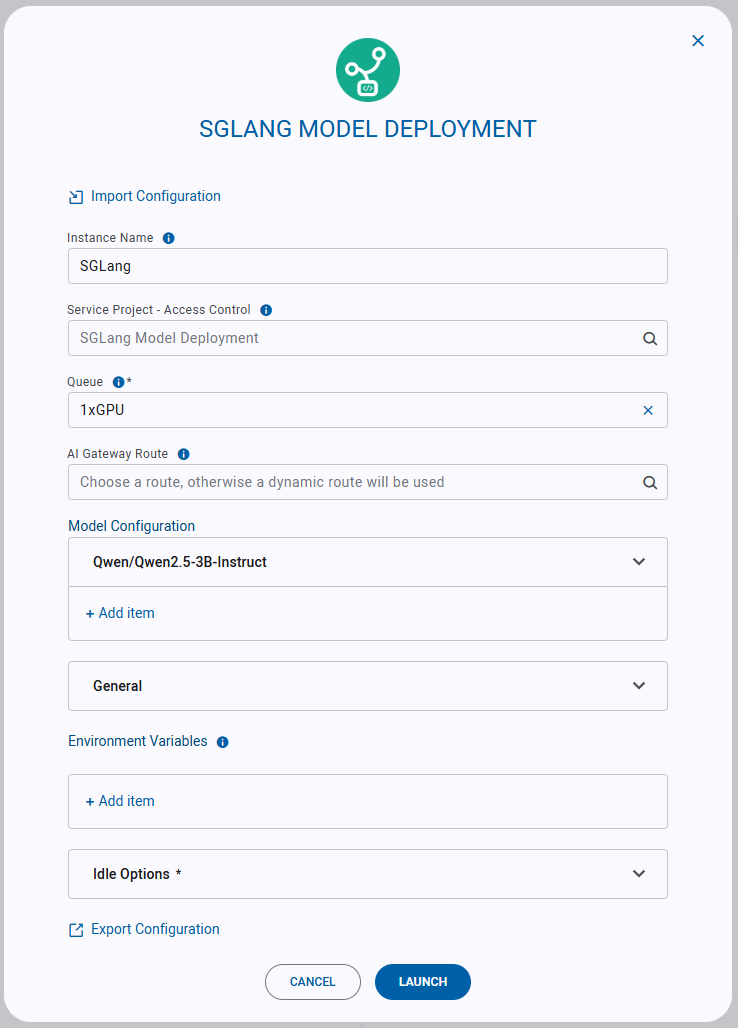 SGLANG MODEL DEPLOYMENT
Import Configuration
Instance Name
SGLang
Service Project - Access Control
SGLang Model Deployment
Queue *
1xGPU
AI Gateway Route
Choose a route, otherwise a dynamic route will be used
Model Configuration
Qwen/Qwen2.5-3B-Instruct
+ Add item
General
Environment Variables
+ Add item
Idle Options *
Export Configuration
CANCEL LAUNCH